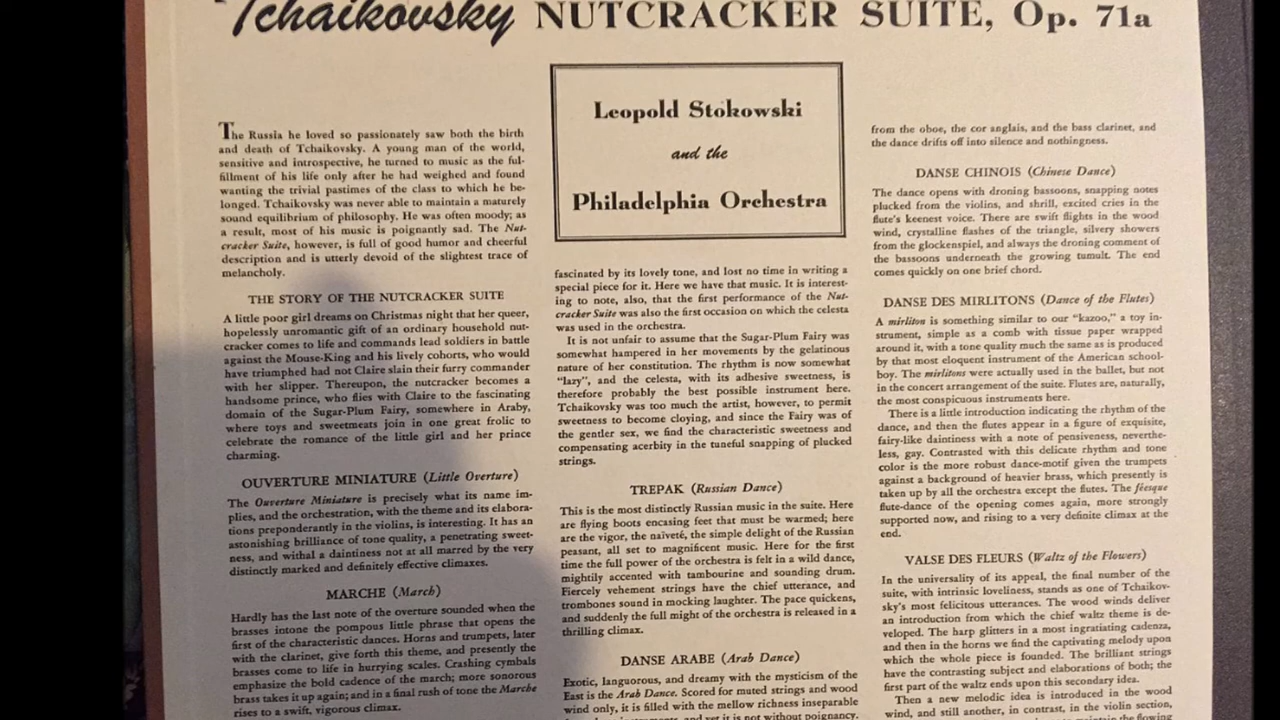 Tchaikovsky NUTCRACKER SUITE, Op. 71a
The Russia he loved so passionately saw both the birth
and death of Tchaikovsky. A young man of the world,
sensitive and introspective, he turned to music as the ful-
fillment of his life only after he had weighed and found
wanting the trivial pastimes of the class to which he be-
longed. Tchaikovsky was never able to maintain a maturely
sound equilibrium of philosophy. He was often moody; as
a result, most of his music is poignantly sad. The Nut-
cracker Suite, however, is full of good humor and cheerful
description and is utterly devoid of the slightest trace of
melancholy.
THE STORY OF THE NUTCRACKER SUITE
A little poor girl dreams on Christmas night that her queer,
hopelessly unromantic gift of an ordinary household nut-
cracker comes to life and commands lead soldiers in battle
against the Mouse-King and his lively cohorts, who would
have triumphed had not Claire slain their furry commander
with her slipper. Thereupon, the nutcracker becomes a
handsome prince, who flies with Claire to the fascinating
domain of the Sugar-Plum Fairy, somewhere in Araby,
where toys and sweetmeats join in one great frolic to
celebrate the romance of the little girl and her prince
charming.
OUVERTURE MINIATURE (Little Overture)
The Ouverture Miniature is precisely what its name im-
plies, and the orchestration, with the theme and its elabora-
tions preponderantly in the violins, is interesting. It has an
astonishing brilliance of tone quality, a penetrating sweet-
ness, and withal a daintiness not at all marred by the very
distinctly marked and definitely effective climaxes.
MARCHE (March)
Hardly has the last note of the overture sounded when the
brasses intone the pompous little phrase that opens the
first of the characteristic dances. Horns and trumpets, later
with the clarinet, give forth this theme, and presently the
brasses come to life in hurrying scales. Crashing cymbals
emphasize the bold cadence of the march; more sonorous
brass takes it up again; and in a final rush of tone the Marche
rises to a swift, vigorous climax.
Leopold Stokowski
and the
Philadelphia Orchestra
fascinated by its lovely tone, and lost no time in writing a
special piece for it. Here we have that music. It is interest-
ing to note, also, that the first performance of the Nut-
cracker Suite was also the first occasion on which the celesta
was used in the orchestra.
It is not unfair to assume that the Sugar-Plum Fairy was
somewhat hampered in her movements by the gelatinous
nature of her constitution. The rhythm is now somewhat
"lazy", and the celesta, with its adhesive sweetness, is
therefore probably the best possible instrument here.
Tchaikovsky was too much the artist, however, to permit
sweetness to become cloying, and since the Fairy was of
the gentler sex, we find the characteristic sweetness and
compensating acerbity in the tuneful snapping of plucked
strings.
TREPAK (Russian Dance)
This is the most distinctly Russian music in the suite. Here
are flying boots encasing feet that must be warmed; here
are the vigor, the naïveté, the simple delight of the Russian
peasant, all set to magnificent music. Here for the first
time the full power of the orchestra is felt in a wild dance,
mightily accented with tambourine and sounding drum.
Fiercely vehement strings have the chief utterance, and
trombones sound in mocking laughter. The pace quickens,
and suddenly the full might of the orchestra is released in a
thrilling climax.
DANSE ARABE (Arab Dance)
Exotic, languorous, and dreamy with the mysticism of the
East is the Arab Dance. Scored for muted strings and wood
wind only, it is filled with the mellow richness inseparable
and yet it is not without poignancy.
from the oboe, the cor anglais, and the bass clarinet, and
the dance drifts off into silence and nothingness.
DANSE CHINOIS (Chinese Dance)
The dance opens with droning bassoons, snapping notes
plucked from the violins, and shrill, excited cries in the
flute's keenest voice. There are swift flights in the wood
wind, crystalline flashes of the triangle, silvery showers
from the glockenspiel, and always the droning comment of
the bassoons underneath the growing tumult. The end
comes quickly on one brief chord.
DANSE DES MIRLITONS (Dance of the Flutes)
A mirliton is something similar to our "kazoo," a toy in-
strument, simple as a comb with tissue paper wrapped
around it, with a tone quality much the same as is produced
by that most eloquent instrument of the American school-
boy. The mirlitons were actually used in the ballet, but not
in the concert arrangement of the suite. Flutes are, naturally,
the most conspicuous instruments here.
There is a little introduction indicating the rhythm of the
dance, and then the flutes appear in a figure of exquisite,
fairy-like daintiness with a note of pensiveness, neverthe-
less, gay. Contrasted with this delicate rhythm and tone
color is the more robust dance-motif given the trumpets
against a background of heavier brass, which presently is
taken up by all the orchestra except the flutes. The féesque
flute-dance of the opening comes again, more strongly
supported now, and rising to a very definite climax at the
end.
VALSE DES FLEURS (Waltz of the Flowers)
In the universality of its appeal, the final number of the
suite, with intrinsic loveliness, stands as one of Tchaikov-
sky's most felicitous utterances. The wood winds deliver
an introduction from which the chief waltz theme is de-
veloped. The harp glitters in a most ingratiating cadenza,
and then in the horns we find the captivating melody upon
which the whole piece is founded. The brilliant strings
have the contrasting subject and elaborations of both; the
first part of the waltz ends upon this secondary idea.
Then a new melodic idea is introduced in the wood
wind, and still another, in contrast, in the violin section,